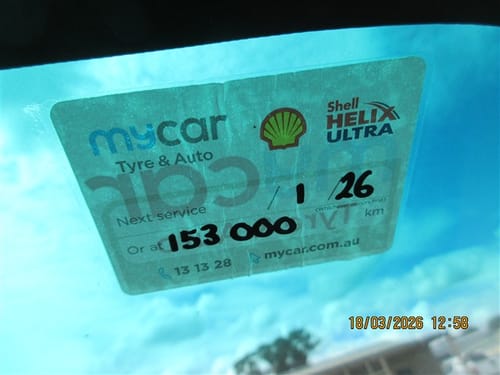 mycar
Tyre & Auto
Shell
HELIX
ULTRA
Next service / 1 / 26
Or at 153 000 km
13 13 28 mycar.com.au
18/03/2026 12:58